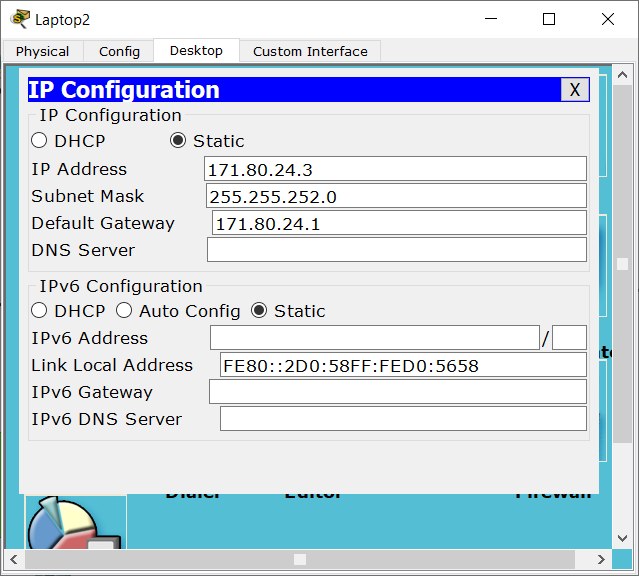 Laptop2
Physical Config Desktop Custom Interface
IP Configuration X
IP Configuration
DHCP Static
IP Address 171.80.24.3
Subnet Mask 255.255.252.0
Default Gateway 171.80.24.1
DNS Server
IPv6 Configuration
DHCP Auto Config Static
IPv6 Address /
Link Local Address FE80::2D0:58FF:FED0:5658
IPv6 Gateway
IPv6 DNS Server
Dialer Editor Firewall